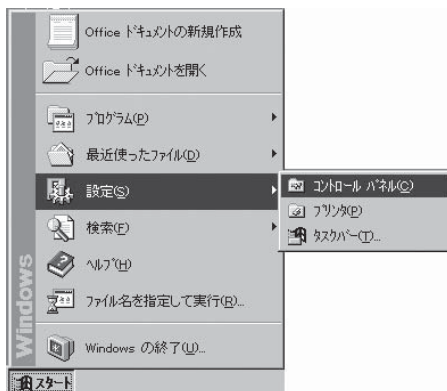 Office ﾄﾞｷｭﾒﾝﾄの新規作成
Office ﾄﾞｷｭﾒﾝﾄを開く
ﾌﾟﾛｸﾞﾗﾑ(P)
最近使ったﾌｧｲﾙ(D)
設定(S)
検索(F)
ﾍﾙﾌﾟ(H)
ﾌｧｲﾙ名を指定して実行(R)...
Windows の終了(U)...
Windows
スタート
ｺﾝﾄﾛｰﾙ ﾊﾟﾈﾙ(C)
ﾌﾟﾘﾝﾀ(P)
ﾀｽｸﾊﾞｰ(T)...